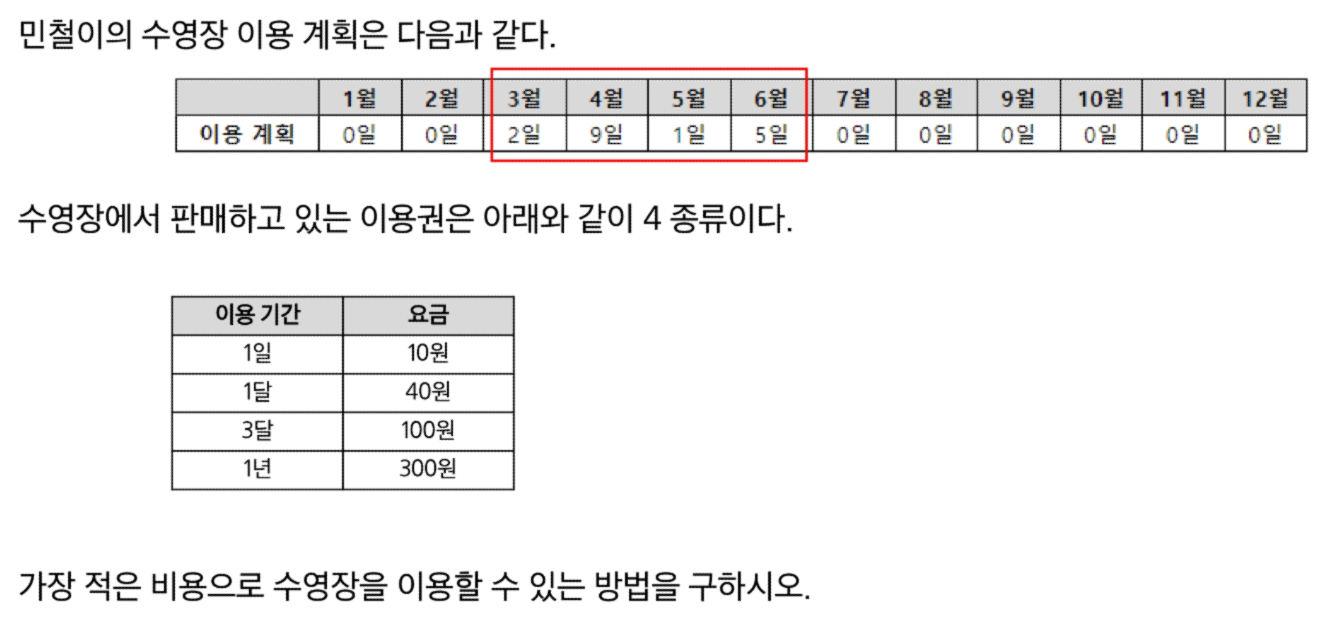 민철이의 수영장 이용 계획은 다음과 같다.
1월 2월 3월 4월 5월 6월 7월 8월 9월 10월 11월 12월
이용 계획 0일 0일 2일 9일 1일 5일 0일 0일 0일 0일 0일 0일
수영장에서 판매하고 있는 이용권은 아래와 같이 4 종류이다.
이용 기간 요금
1일 10원
1달 40원
3달 100원
1년 300원
가장 적은 비용으로 수영장을 이용할 수 있는 방법을 구하시오.